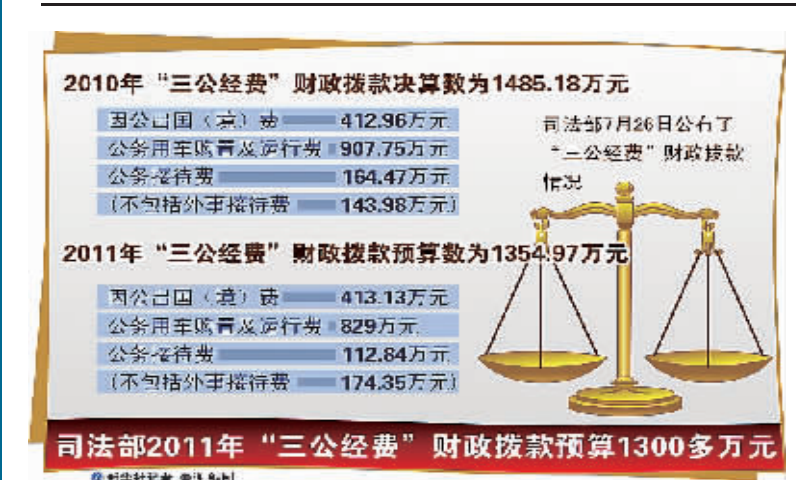 2010年“三公经费”财政拨款决算数为1485.18万元
因公出国（境）费 412.96万元
公务用车购置及运行费 907.75万元
公务接待费 164.47万元
（不包括外事接待费 143.98万元）
司法部7月26日公布了
“三公经费”财政拨款
情况
2011年“三公经费”财政拨款预算数为1354.97万元
因公出国（境）费 413.13万元
公务用车购置及运行费 829万元
公务接待费 112.84万元
（不包括外事接待费 174.35万元）
司法部2011年“三公经费”财政拨款预算1300多万元